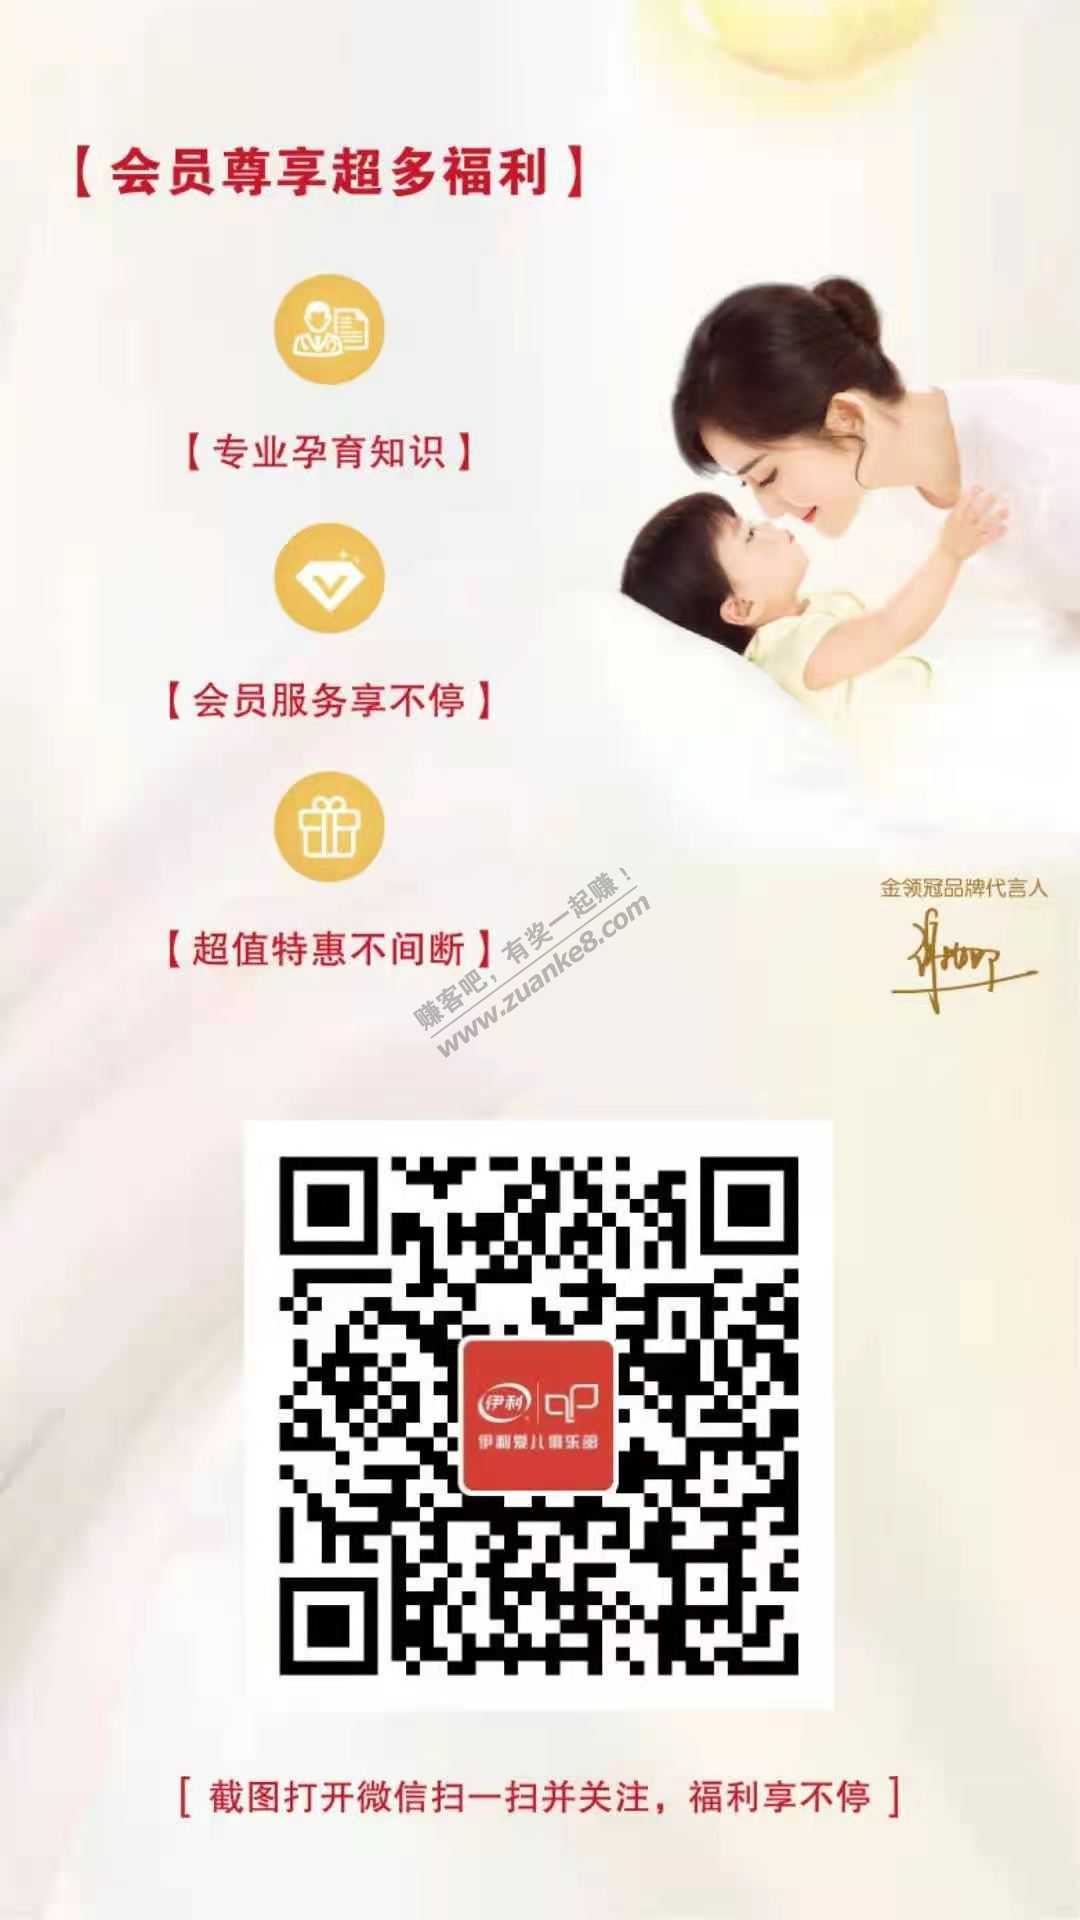 【会员尊享超多福利】
【专业孕育知识】
【会员服务享不停】
【超值特惠不间断】
赚客吧，有奖一起赚！
www.zuanke8.com
金领冠品牌代言人
伊利
伊利爱儿俱乐部
[ 截图打开微信扫一扫并关注，福利享不停 ]